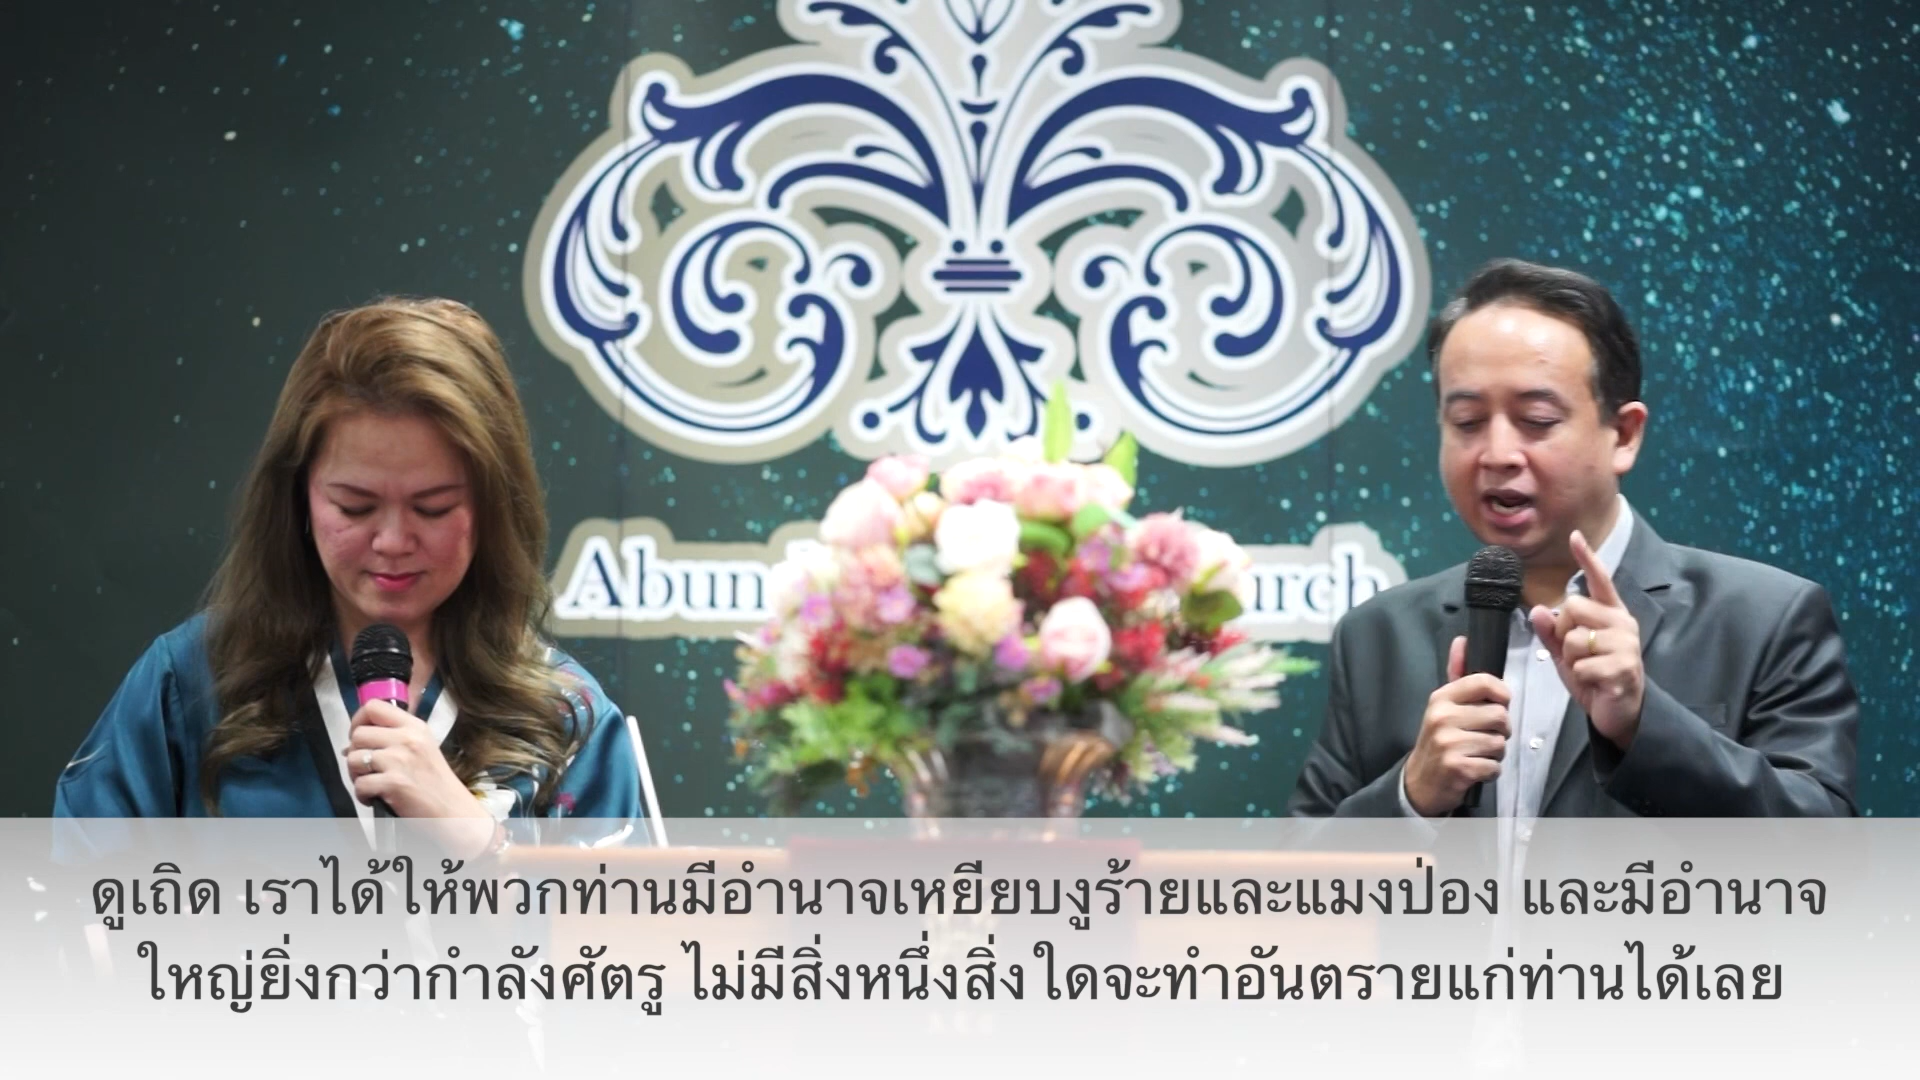 Abun urch
ดูเถิด เราได้ให้พวกท่านมีอำนาจเหยียบงูร้ายและแมงป่อง และมีอำนาจ
ใหญ่ยิ่งกว่ากำลังศัตรู ไม่มีสิ่งหนึ่งสิ่งใดจะทำอันตรายแก่ท่านได้เลย